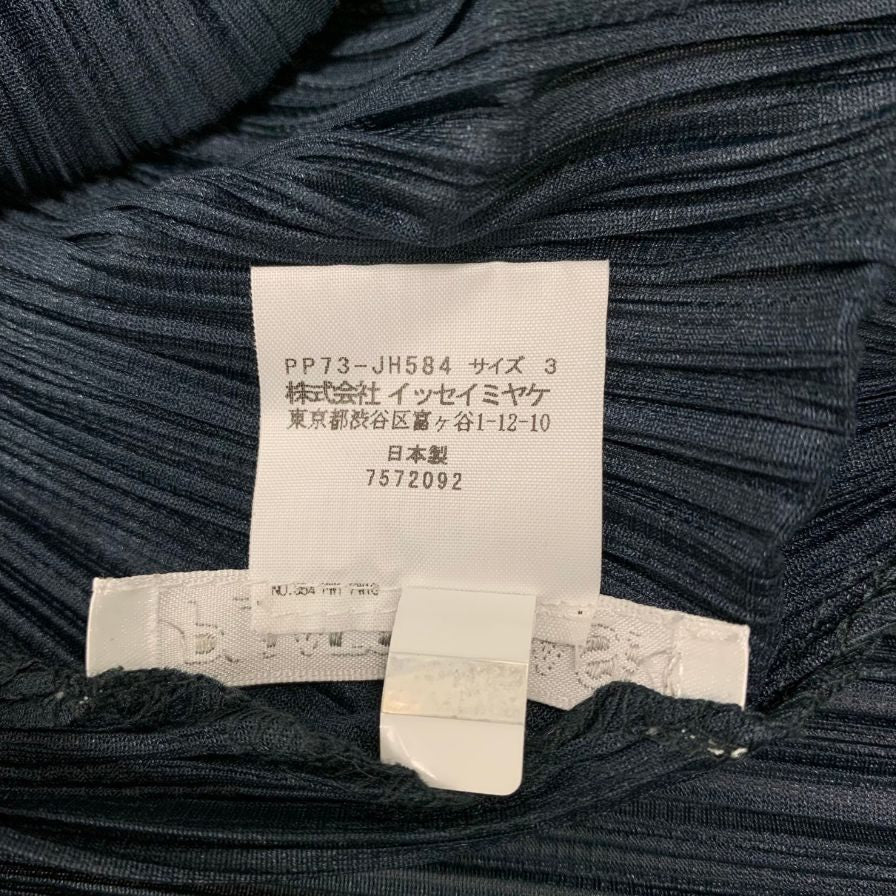 PP73-JH584 サイズ 3
株式会社 イッセイミヤケ
東京都渋谷区富ヶ谷1-12-10
日本製
7572092